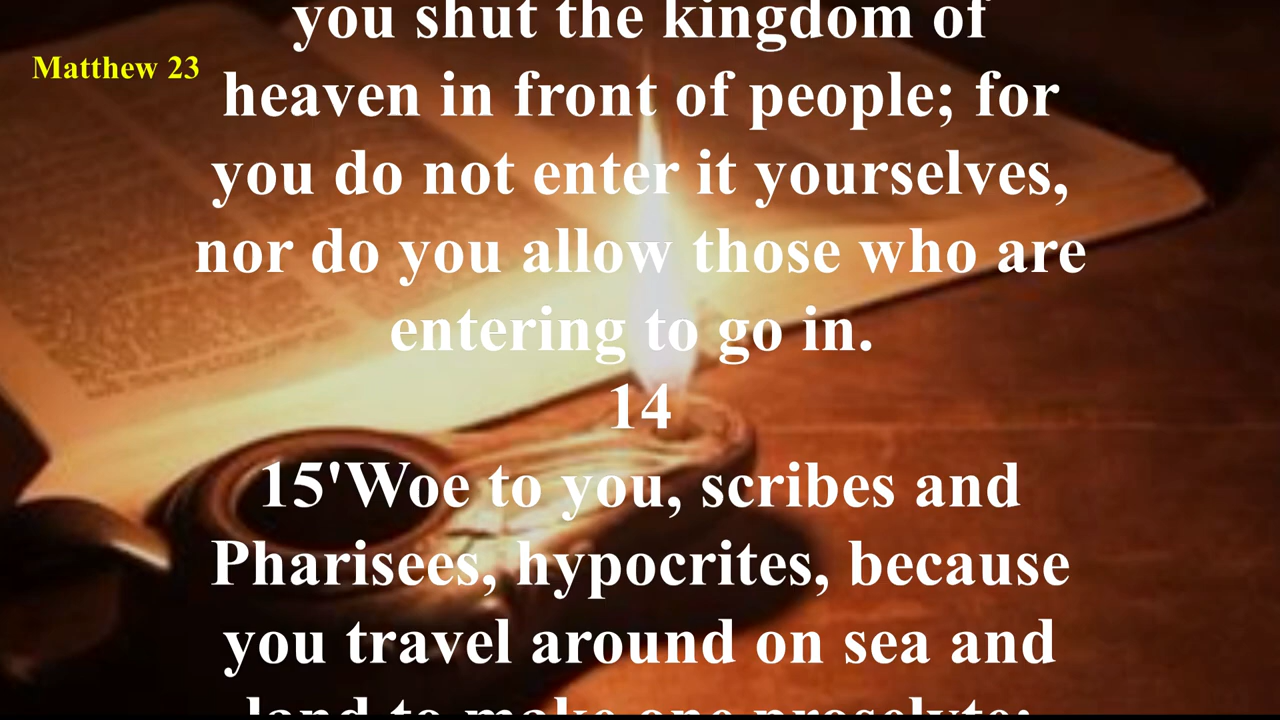 you shut the kingdom of
Matthew 23
heaven in front of people; for
you do not enter it yourselves,
nor do you allow those who are
entering to go in.
14
15'Woe to you, scribes and
Pharisees, hypocrites, because
you travel around on sea and
land to make one proselyte;